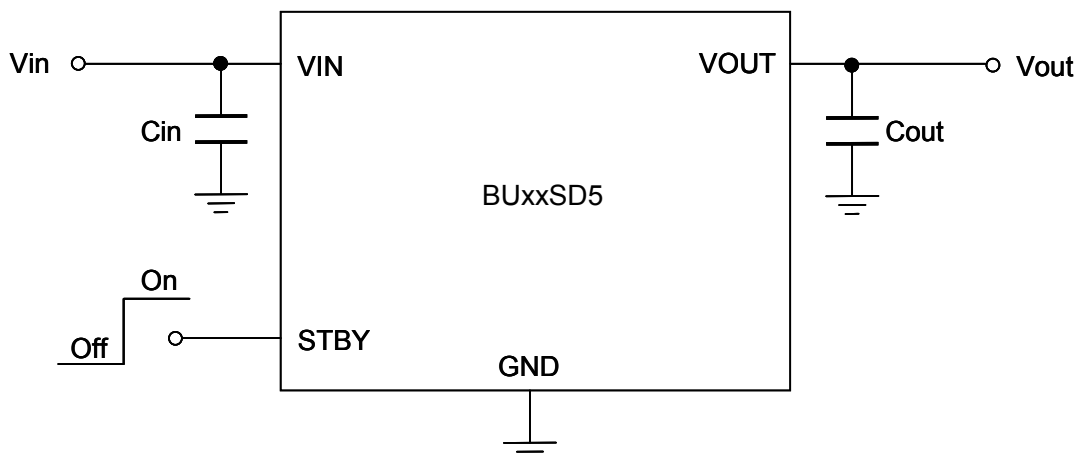 Vin
VIN
VOUT
Vout
Cin
Cout
BUxxSD5
On
Off
STBY
GND